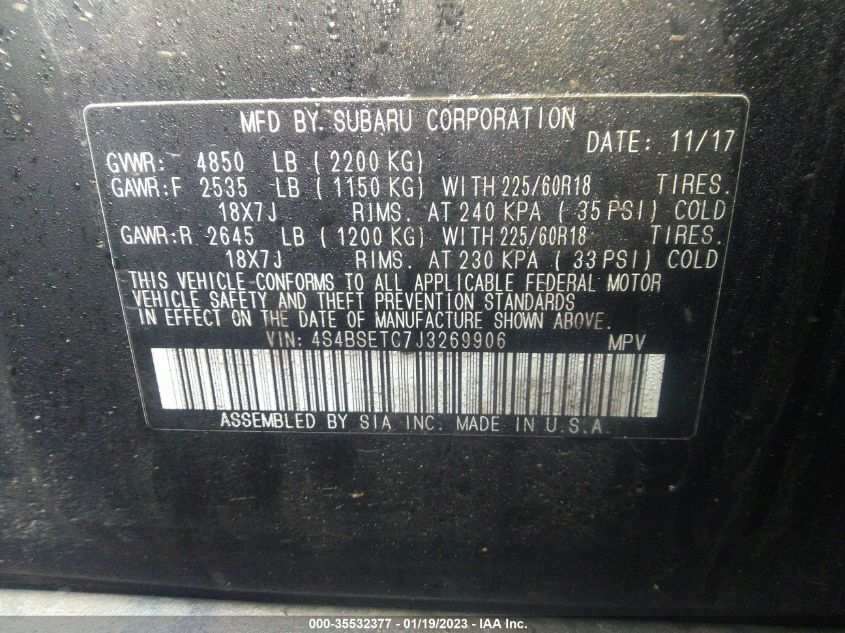 MFD BY. SUBARU CORPORATION
DATE: 11/17
GVWR: 4850 LB ( 2200 KG)
GAWR:F 2535 LB ( 1150 KG) WITH 225/60R18 TIRES.
18X7J RIMS. AT 240 KPA ( 35 PSI) COLD
GAWR:R 2645 LB ( 1200 KG) WITH 225/60R18 TIRES.
18X7J RIMS. AT 230 KPA ( 33 PSI) COLD
THIS VEHICLE CONFORMS TO ALL APPLICABLE FEDERAL MOTOR
VEHICLE SAFETY AND THEFT PREVENTION STANDARDS
IN EFFECT ON THE DATE OF MANUFACTURE SHOWN ABOVE.
VIN: 4S4BSETC7J3269906 MPV
ASSEMBLED BY SIA INC. MADE IN U.S.A.
000-35532377 - 01/19/2023 - IAA Inc.